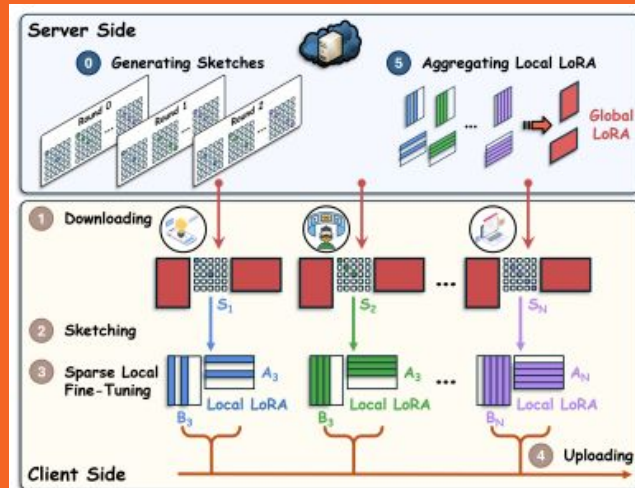 Server Side
0 Generating Sketches
Round 0
Round 1
Round 2
...
5 Aggregating Local LoRA
...
Global
LoRA
1 Downloading
...
S1
S2
SN
2 Sketching
3 Sparse Local
Fine-Tuning
A3
Local LoRA
B3
A3
Local LoRA
B3
...
AN
Local LoRA
BN
4 Uploading
Client Side